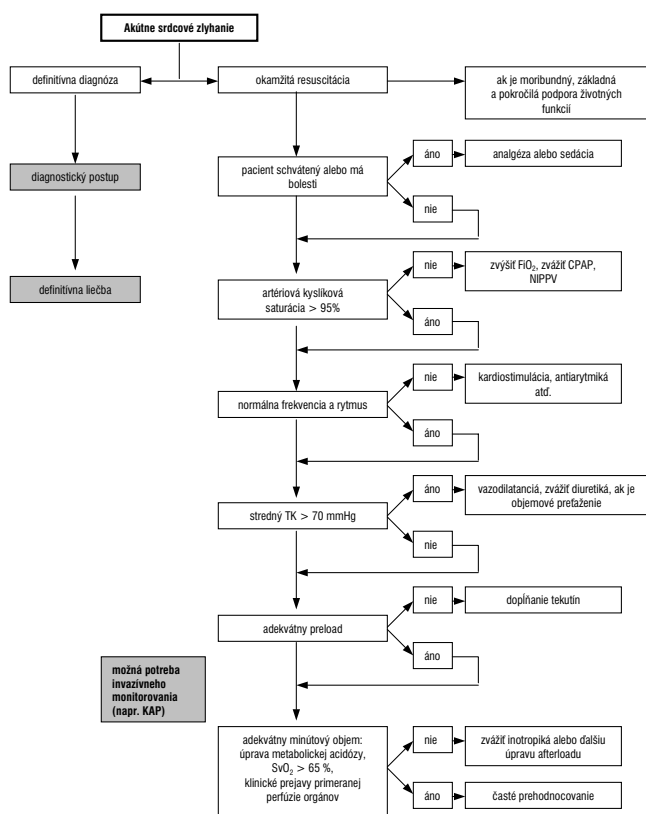 Akútne srdcové zlyhanie
definitívna diagnóza
okamžitá resuscitácia
ak je moribundný, základná
a pokročilá podpora životných
funkcií
diagnostický postup
pacient schvátený alebo má
bolesti
áno
analgéza alebo sedácia
nie
definitívna liečba
artériová kyslíková
saturácia > 95%
nie
zvýšiť FiO₂, zvážiť CPAP,
NIPPV
áno
normálna frekvencia a rytmus
nie
kardiostimulácia, antiarytmiká
atď.
áno
stredný TK > 70 mmHg
áno
vazodilatanciá, zvážiť diuretiká, ak je
objemové preťaženie
nie
adekvátny preload
nie
dopĺňanie tekutín
áno
možná potreba
invazívneho
monitorovania
(napr. KAP)
adekvátny minútový objem:
úprava metabolickej acidózy,
SvO₂ > 65 %,
klinické prejavy primeranej
perfúzie orgánov
nie
zvážiť inotropiká alebo ďalšiu
úpravu afterloadu
áno
časté prehodnocovanie